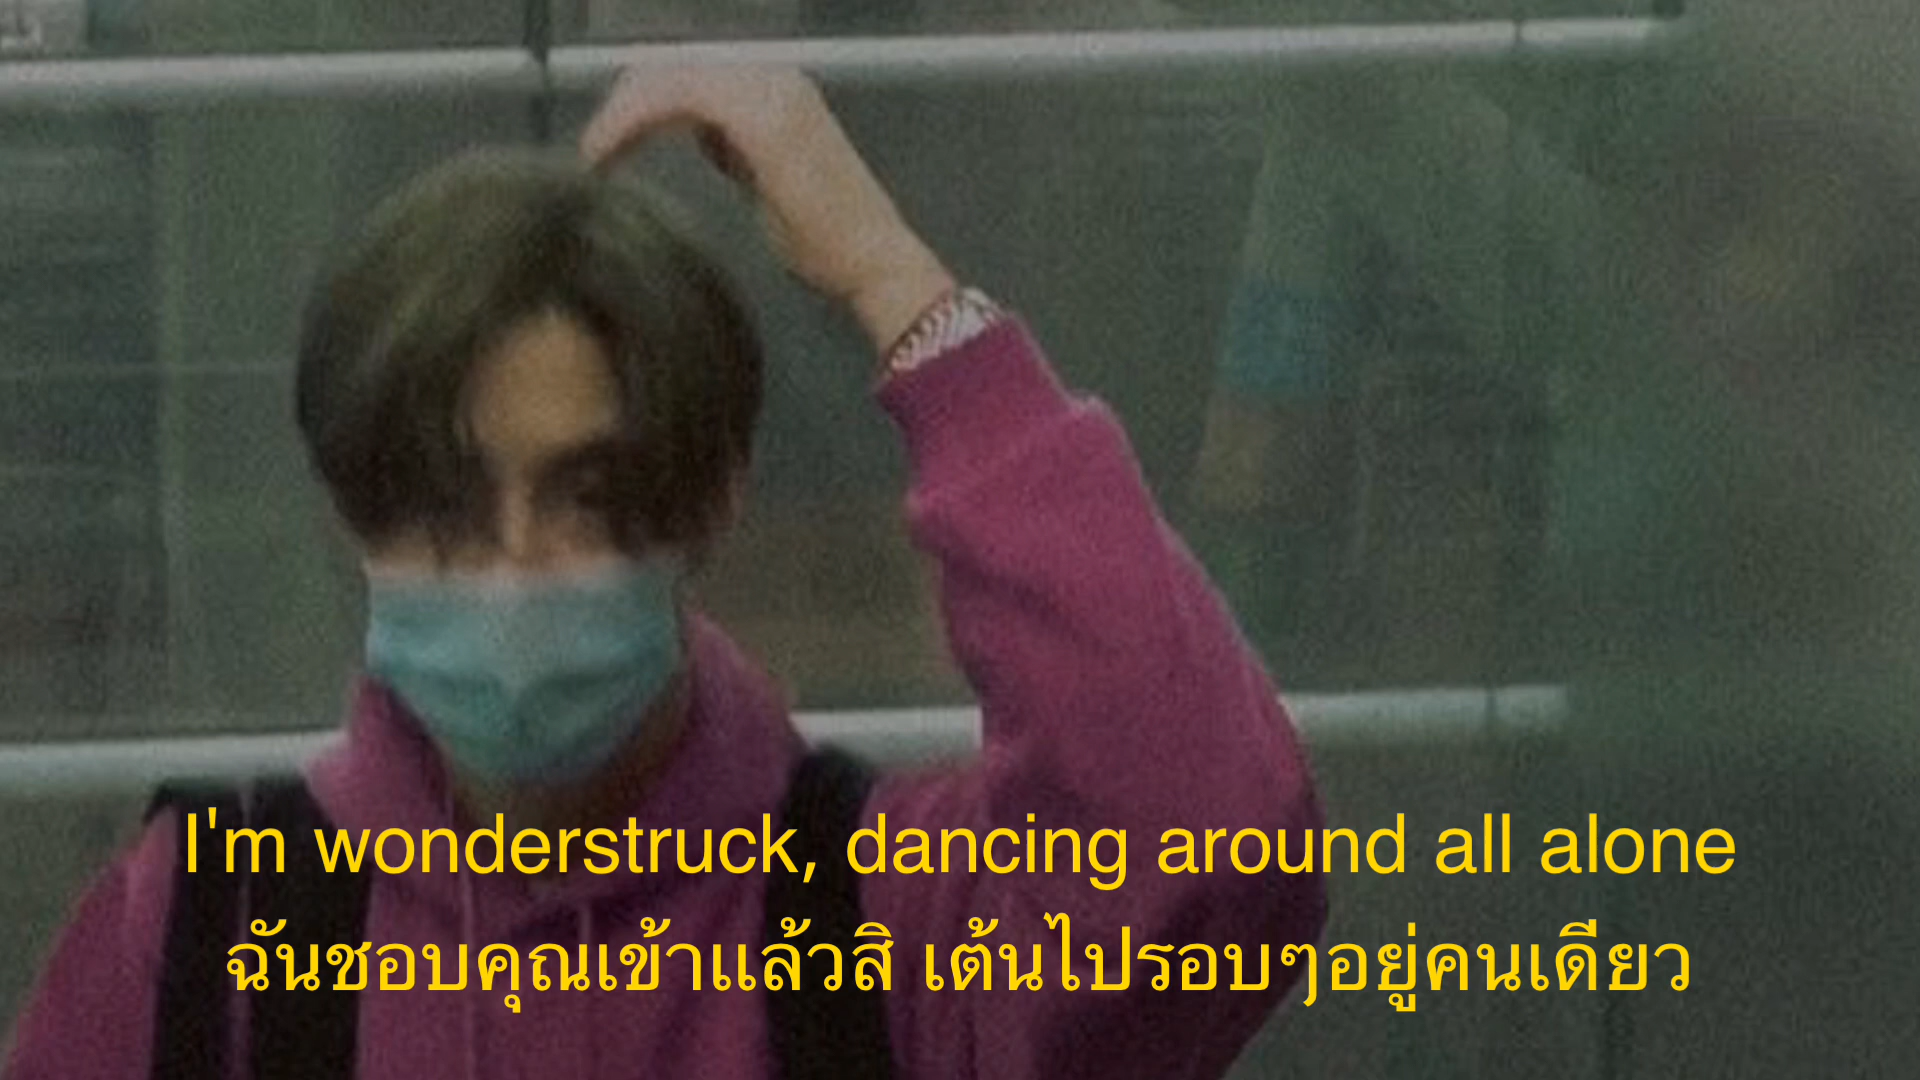 I'm wonderstruck, dancing around all alone
ฉันชอบคุณเข้าแล้วสิ เต้นไปรอบๆอยู่คนเดียว